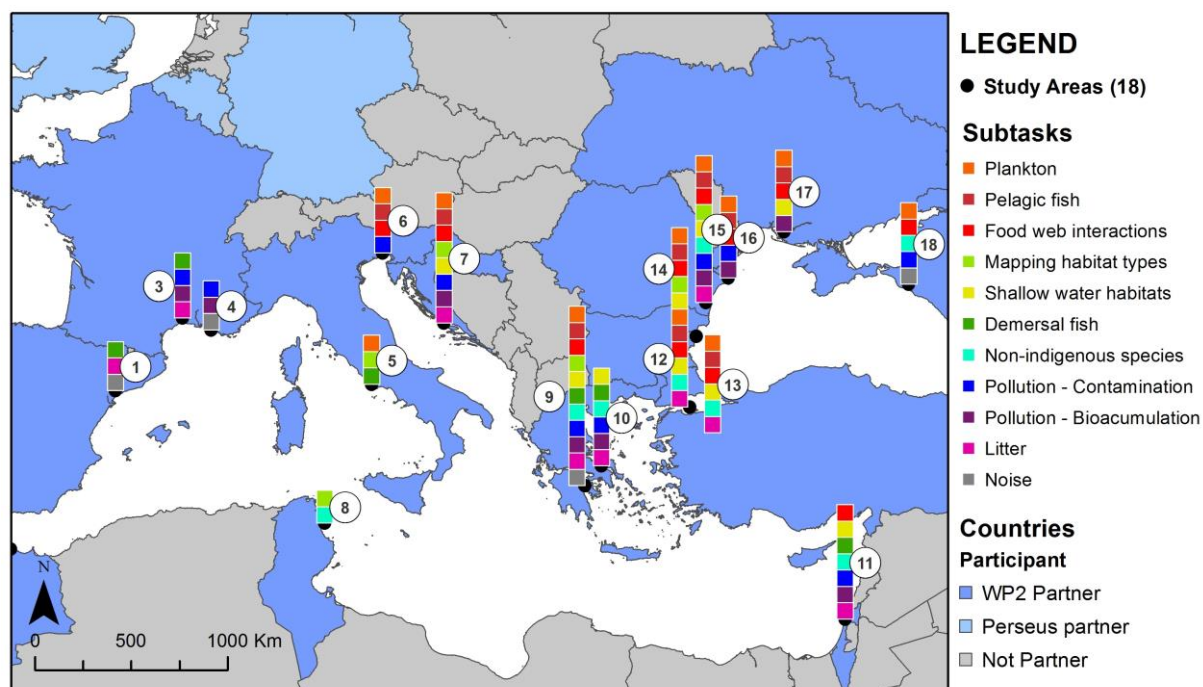 LEGEND
Study Areas (18)
Subtasks
Plankton
Pelagic fish
Food web interactions
Mapping habitat types
Shallow water habitats
Demersal fish
Non-indigenous species
Pollution - Contamination
Pollution - Bioacumulation
Litter
Noise
Countries
Participant
WP2 Partner
Perseus partner
Not Partner
1
3
4
5
6
7
8
9
10
11
12
13
14
15
16
17
18
N
0 500 1000 Km